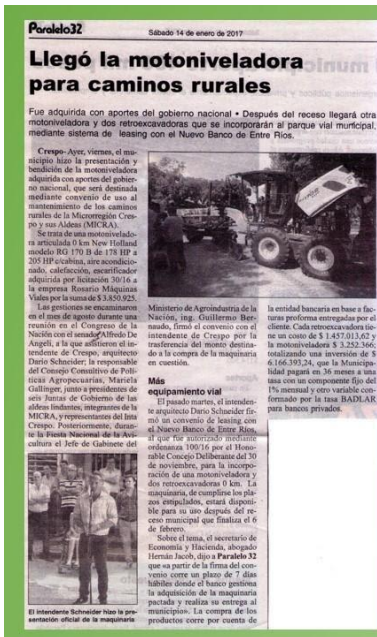 Paralelo32
Sábado 14 de enero de 2017
Llegó la motoniveladora
para caminos rurales
Fue adquirida con aportes del gobierno nacional • Después del receso llegará otra
motoniveladora y dos retroexcavadoras que se incorporarán al parque vial municipal,
mediante sistema de leasing con el Nuevo Banco de Entre Ríos.
Crespo- Ayer, viernes, el mu-
nicipio hizo la presentación y
bendición de la motoniveladora
adquirida con aportes del gobier-
no nacional, que será destinada
mediante convenio de uso al
mantenimiento de los caminos
rurales de la Microrregión Cres-
po y sus Aldeas (MICRA).
Se trata de una motonivelado-
ra articulada 0 km New Holland
modelo RG 170 B de 178 HP a
205 HP c/cabina, aire acondicio-
nado, calefacción, escarificador
adquirida por licitación 30/16 a
la empresa Rosario Máquinas
Viales por la suma de $ 3.850.925.
Las gestiones se encaminaron
en el mes de agosto durante una
reunión en el Congreso de la
Nación con el senador Alfredo De
Angeli, a la que asistieron el in-
tendente de Crespo, arquitecto
Darío Schneider; la responsable
del Consejo Consultivo de Polí-
ticas Agropecuarias, Mariela
Gallinger, junto a presidentes de
seis Juntas de Gobierno de las
aldeas lindantes, integrantes de la
MICRA, y representantes del Inta
Crespo. Posteriormente, duran-
te la Fiesta Nacional de la Avi-
cultura el Jefe de Gabinete del
El intendente Schneider hizo la pre-
sentación oficial de la maquinaria
Ministerio de Agroindustria de la
Nación, ing. Guillermo Ber-
naudo, firmó el convenio con el
intendente de Crespo por la
trasferencia del monto destina-
do a la compra de la maquinaria
en cuestión.
Más
equipamiento vial
El pasado martes, el intenden-
te arquitecto Darío Schneider fir-
mó un convenio de leasing con
el Nuevo Banco de Entre Ríos,
al que fue autorizado mediante
ordenanza 100/16 del Hono-
rable Concejo Deliberante del 30
de noviembre, para la incorpo-
ración de una motoniveladora y
dos retroexcavadoras 0 km. La
maquinaria, de cumplirse los pla-
zos estipulados, estará disponi-
ble para su uso después del re-
ceso municipal que finaliza el 6
de febrero.
Sobre el tema, el secretario de
Economía y Hacienda, abogado
Hernán Jacob, dijo a Paralelo 32
que «a partir de la firma del con-
venio corre un plazo de 7 días
hábiles donde el banco gestiona
la adquisición de la maquinaria
pactada y realiza su entrega al
municipio». La compra de los
productos corre por cuenta de
la entidad bancaria en base a fac-
turas proforma entregadas por el
cliente. Cada retroexcavadora tie-
ne un costo de $ 1.457.013,62 y
la motoniveladora $ 3.252.366;
totalizando una inversión de $
6.166.393,24, que la Municipa-
lidad pagará en 36 meses a una
tasa con un componente fijo del
1% mensual y otro variable con-
formado por la tasa BADLAR
para bancos privados.